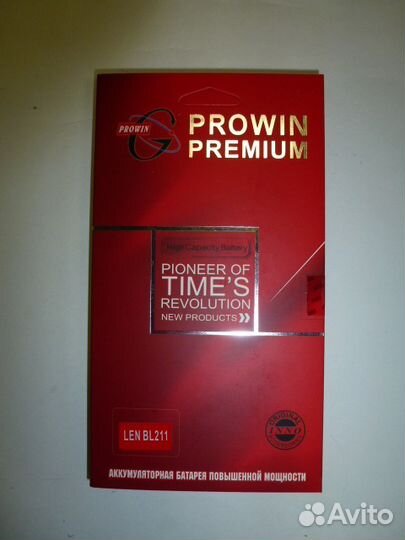 PROWIN
PROWIN
PREMIUM
High Capacity Battery
PIONEER OF
TIME'S
REVOLUTION
NEW PRODUCTS
LEN BL211
ORIGINAL
АККУМУЛЯТОРНАЯ БАТАРЕЯ ПОВЫШЕННОЙ МОЩНОСТИ
Avito